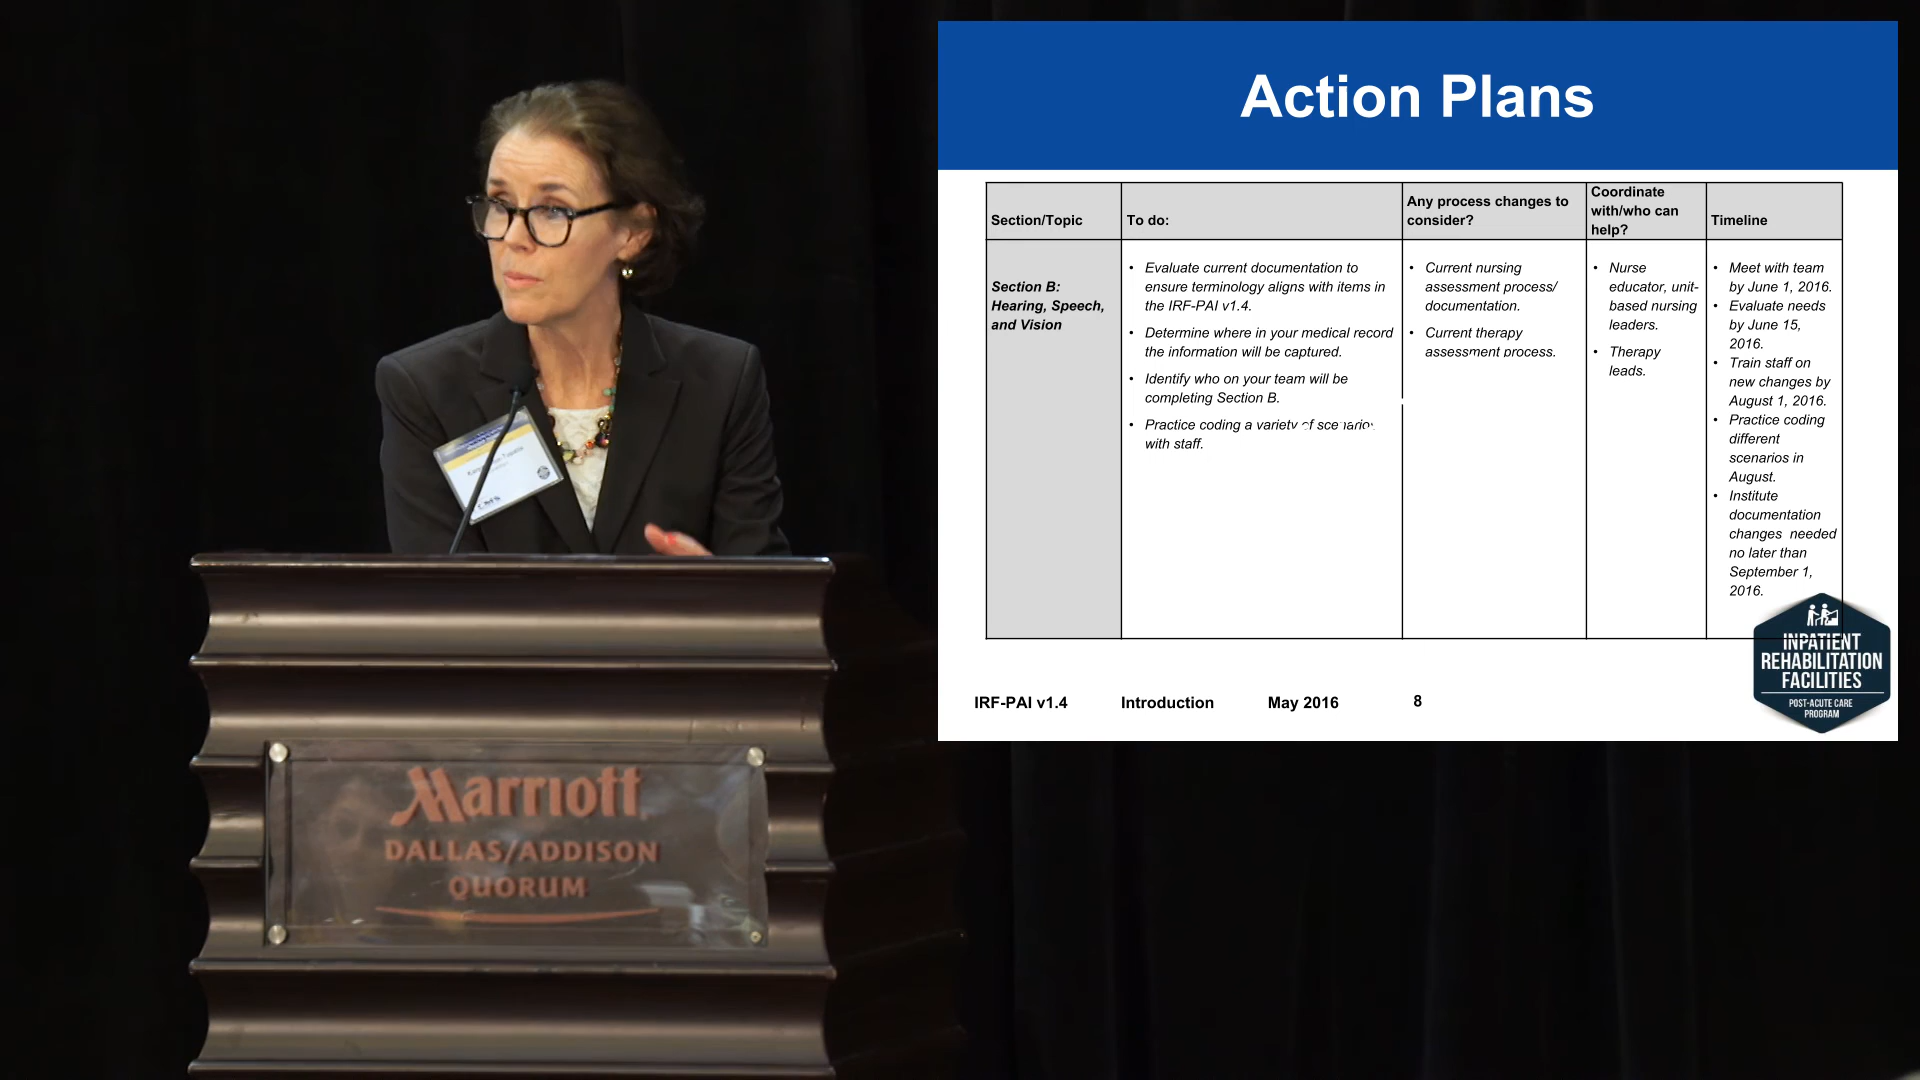 Action Plans
Section/Topic
To do:
Any process changes to
consider?
Coordinate
with/who can
help?
Timeline
Section B:
Hearing, Speech,
and Vision
• Evaluate current documentation to
ensure terminology aligns with items in
the IRF-PAI v1.4.
• Determine where in your medical record
the information will be captured.
• Identify who on your team will be
completing Section B.
• Practice coding a variety of scenarios
with staff.
• Current nursing
assessment process/
documentation.
• Current therapy
assessment process.
• Nurse
educator, unit-
based nursing
leaders.
• Therapy
leads.
• Meet with team
by June 1, 2016.
• Evaluate needs
by June 15,
2016.
• Train staff on
new changes by
August 1, 2016.
• Practice coding
different
scenarios in
August.
• Institute
documentation
changes needed
no later than
September 1,
2016.
INPATIENT
REHABILITATION
FACILITIES
POST-ACUTE CARE
PROGRAM
IRF-PAI v1.4 Introduction May 2016 8
CMS
Marriott
DALLAS/ADDISON
QUORUM